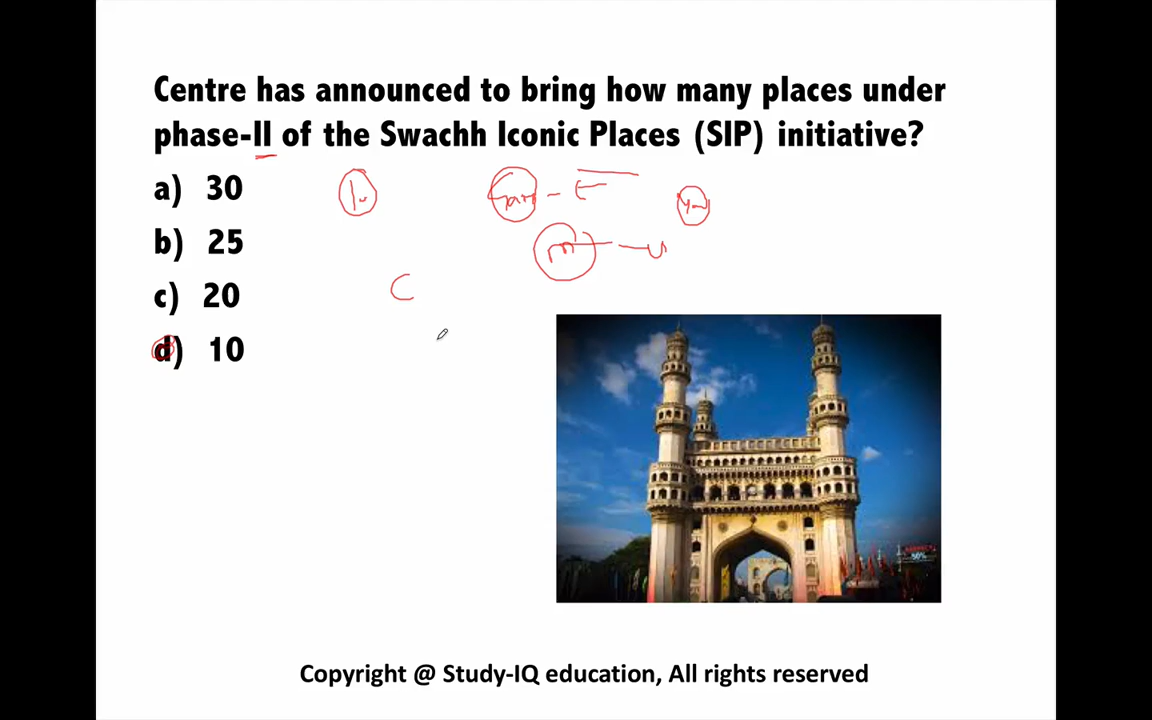 Centre has announced to bring how many places under
phase-II of the Swachh Iconic Places (SIP) initiative?
a) 30
b) 25
c) 20
d) 10
C
50%
Copyright @ Study-IQ education, All rights reserved